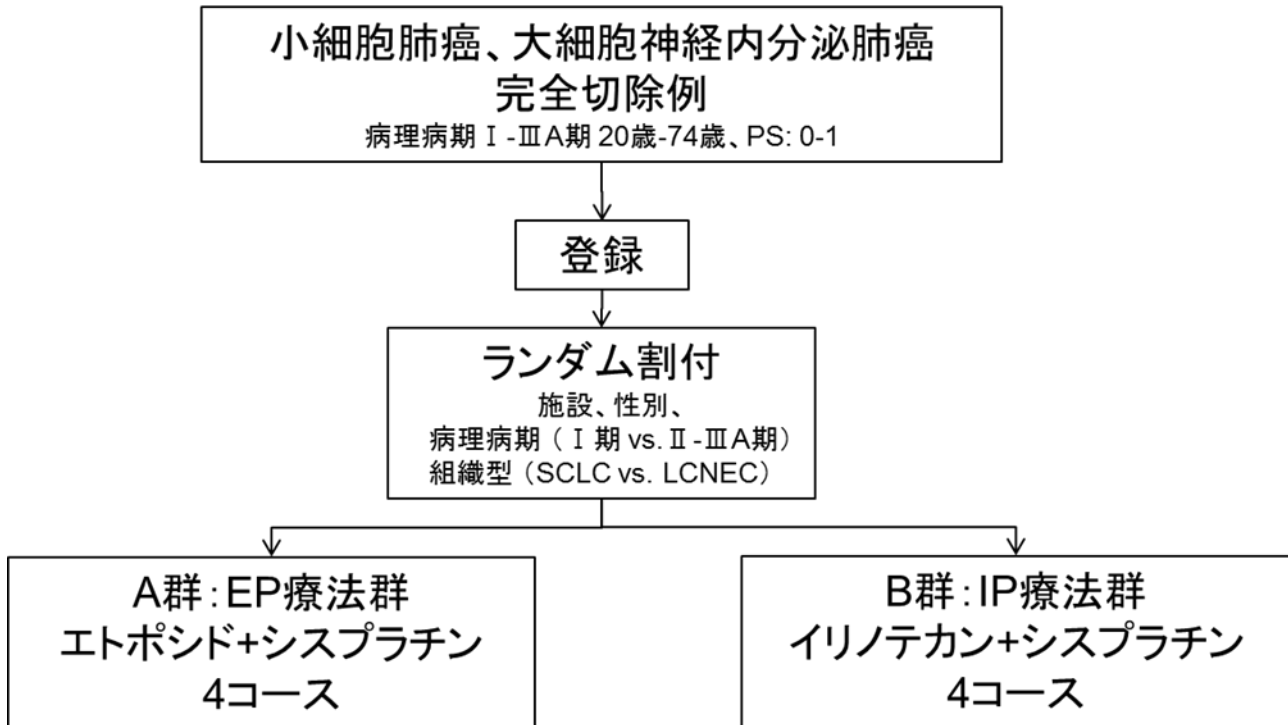 小細胞肺癌、大細胞神経内分泌肺癌
完全切除例
病理病期Ⅰ-ⅢA期 20歳-74歳、PS: 0-1
登録
ランダム割付
施設、性別、
病理病期（Ⅰ期 vs. Ⅱ-ⅢA期）
組織型（SCLC vs. LCNEC）
A群：EP療法群
エトポシド+シスプラチン
4コース
B群：IP療法群
イリノテカン+シスプラチン
4コース